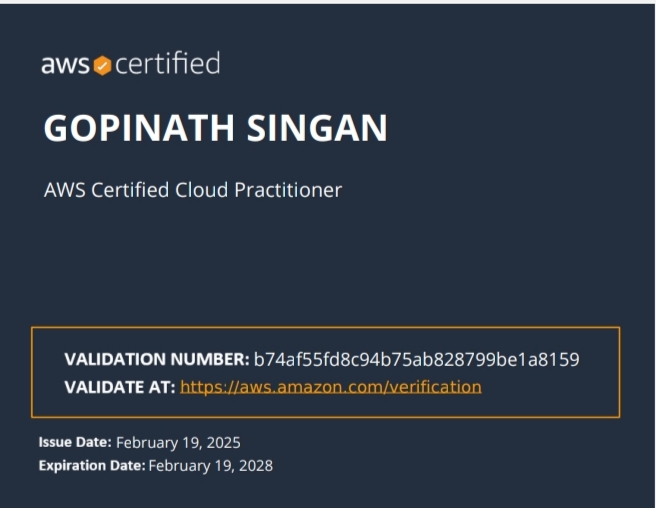 aws certified
GOPINATH SINGAN
AWS Certified Cloud Practitioner
VALIDATION NUMBER: b74af55fd8c94b75ab828799be1a8159
VALIDATE AT: https://aws.amazon.com/verification
Issue Date: February 19, 2025
Expiration Date: February 19, 2028